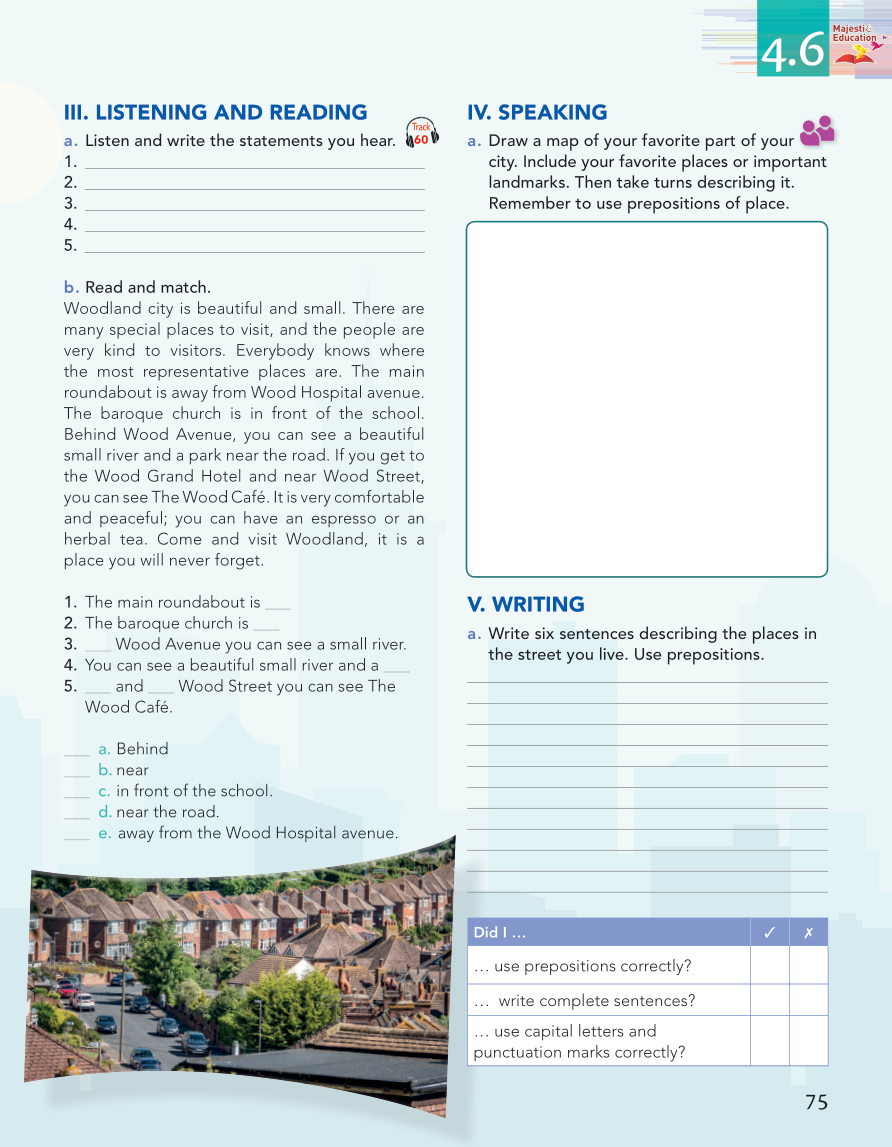 4.6
Majestic
Education
III. LISTENING AND READING
a. Listen and write the statements you hear.
Track
60
1.
2.
3.
4.
5.
b. Read and match.
Woodland city is beautiful and small. There are
many special places to visit, and the people are
very kind to visitors. Everybody knows where
the most representative places are. The main
roundabout is away from Wood Hospital avenue.
The baroque church is in front of the school.
Behind Wood Avenue, you can see a beautiful
small river and a park near the road. If you get to
the Wood Grand Hotel and near Wood Street,
you can see The Wood Café. It is very comfortable
and peaceful; you can have an espresso or an
herbal tea. Come and visit Woodland, it is a
place you will never forget.
1. The main roundabout is ___
2. The baroque church is ___
3. ___ Wood Avenue you can see a small river.
4. You can see a beautiful small river and a ___
5. ___ and ___ Wood Street you can see The
Wood Café.
___ a. Behind
___ b. near
___ c. in front of the school.
___ d. near the road.
___ e. away from the Wood Hospital avenue.
IV. SPEAKING
a. Draw a map of your favorite part of your
city. Include your favorite places or important
landmarks. Then take turns describing it.
Remember to use prepositions of place.
V. WRITING
a. Write six sentences describing the places in
the street you live. Use prepositions.
Did I ... ✓ ✗
... use prepositions correctly?
... write complete sentences?
... use capital letters and
punctuation marks correctly?
75